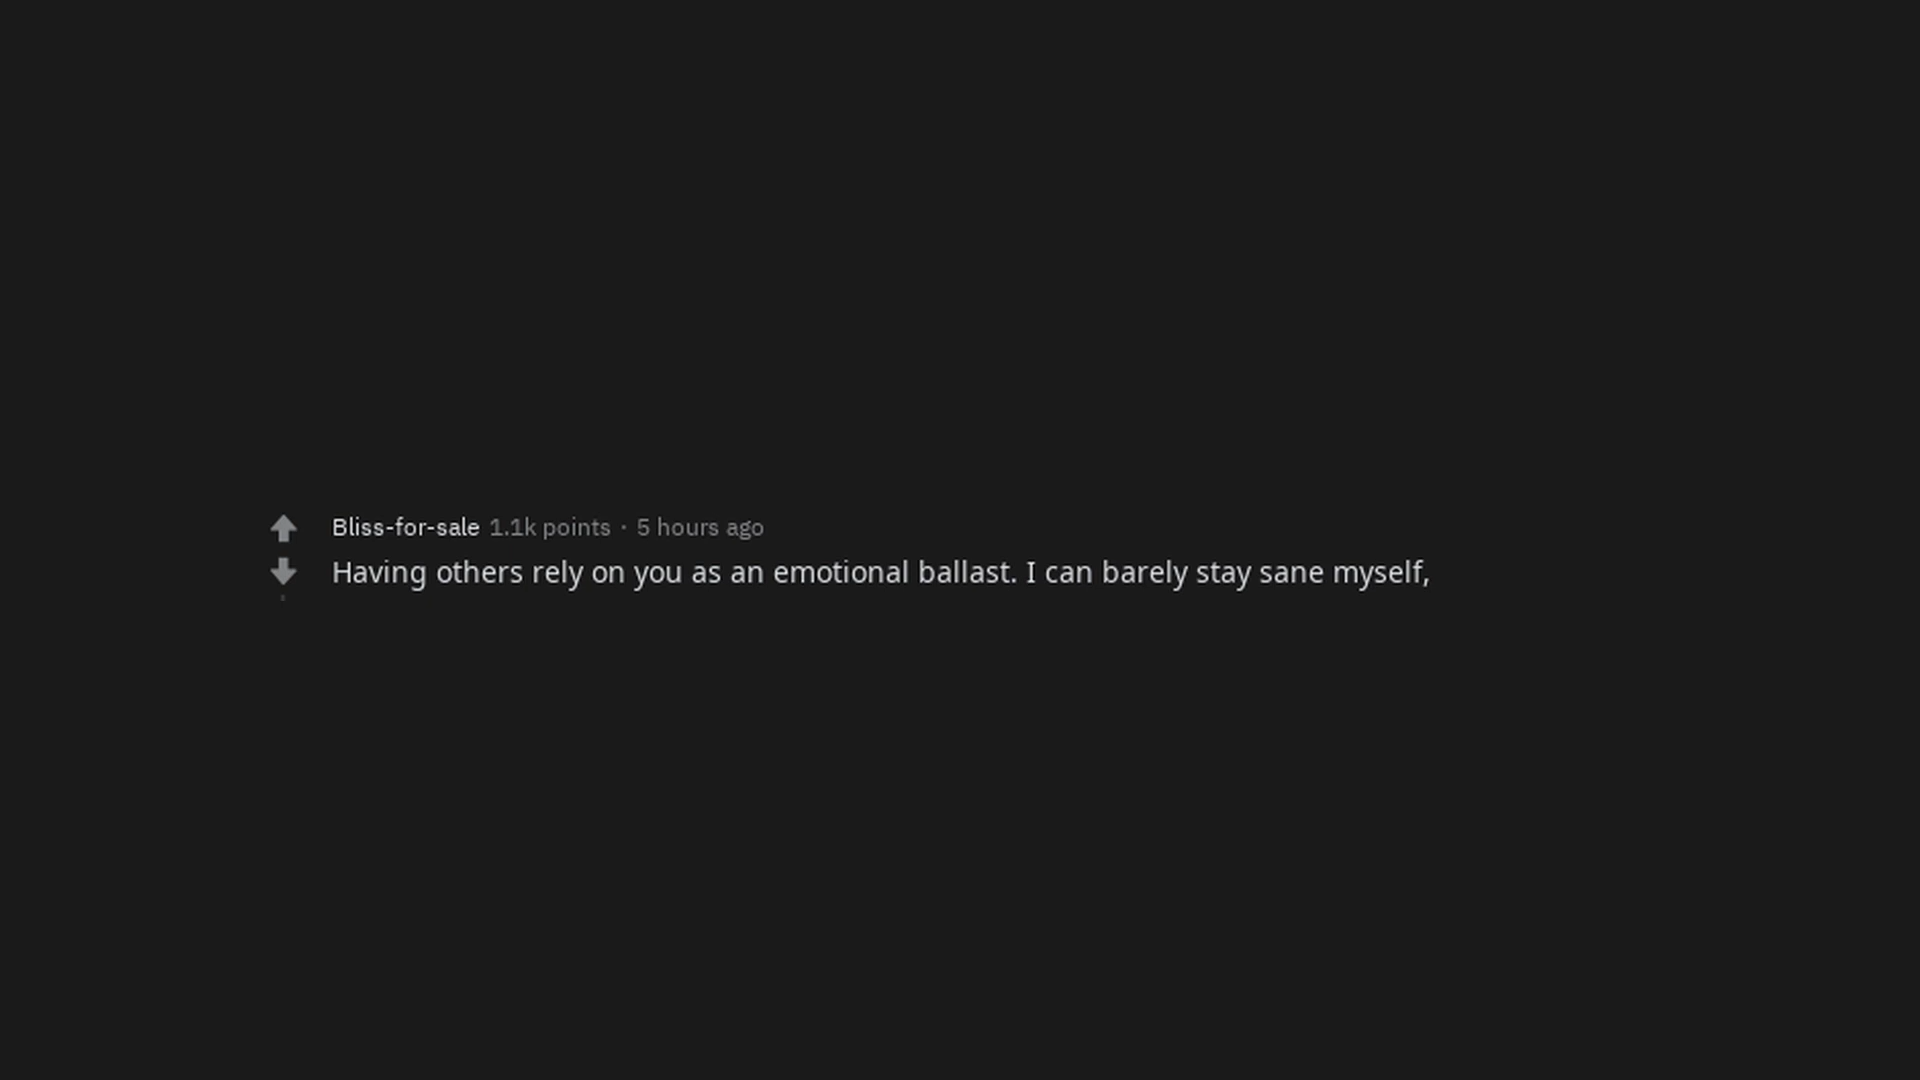 Bliss-for-sale 1.1k points · 5 hours ago
Having others rely on you as an emotional ballast. I can barely stay sane myself,